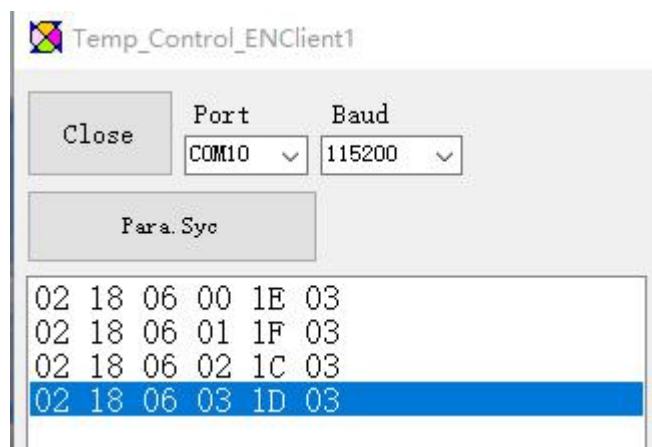 Temp_Control_ENClient1
Port Baud
Close
COM10 115200
Para.Syc
02 18 06 00 1E 03
02 18 06 01 1F 03
02 18 06 02 1C 03
02 18 06 03 1D 03